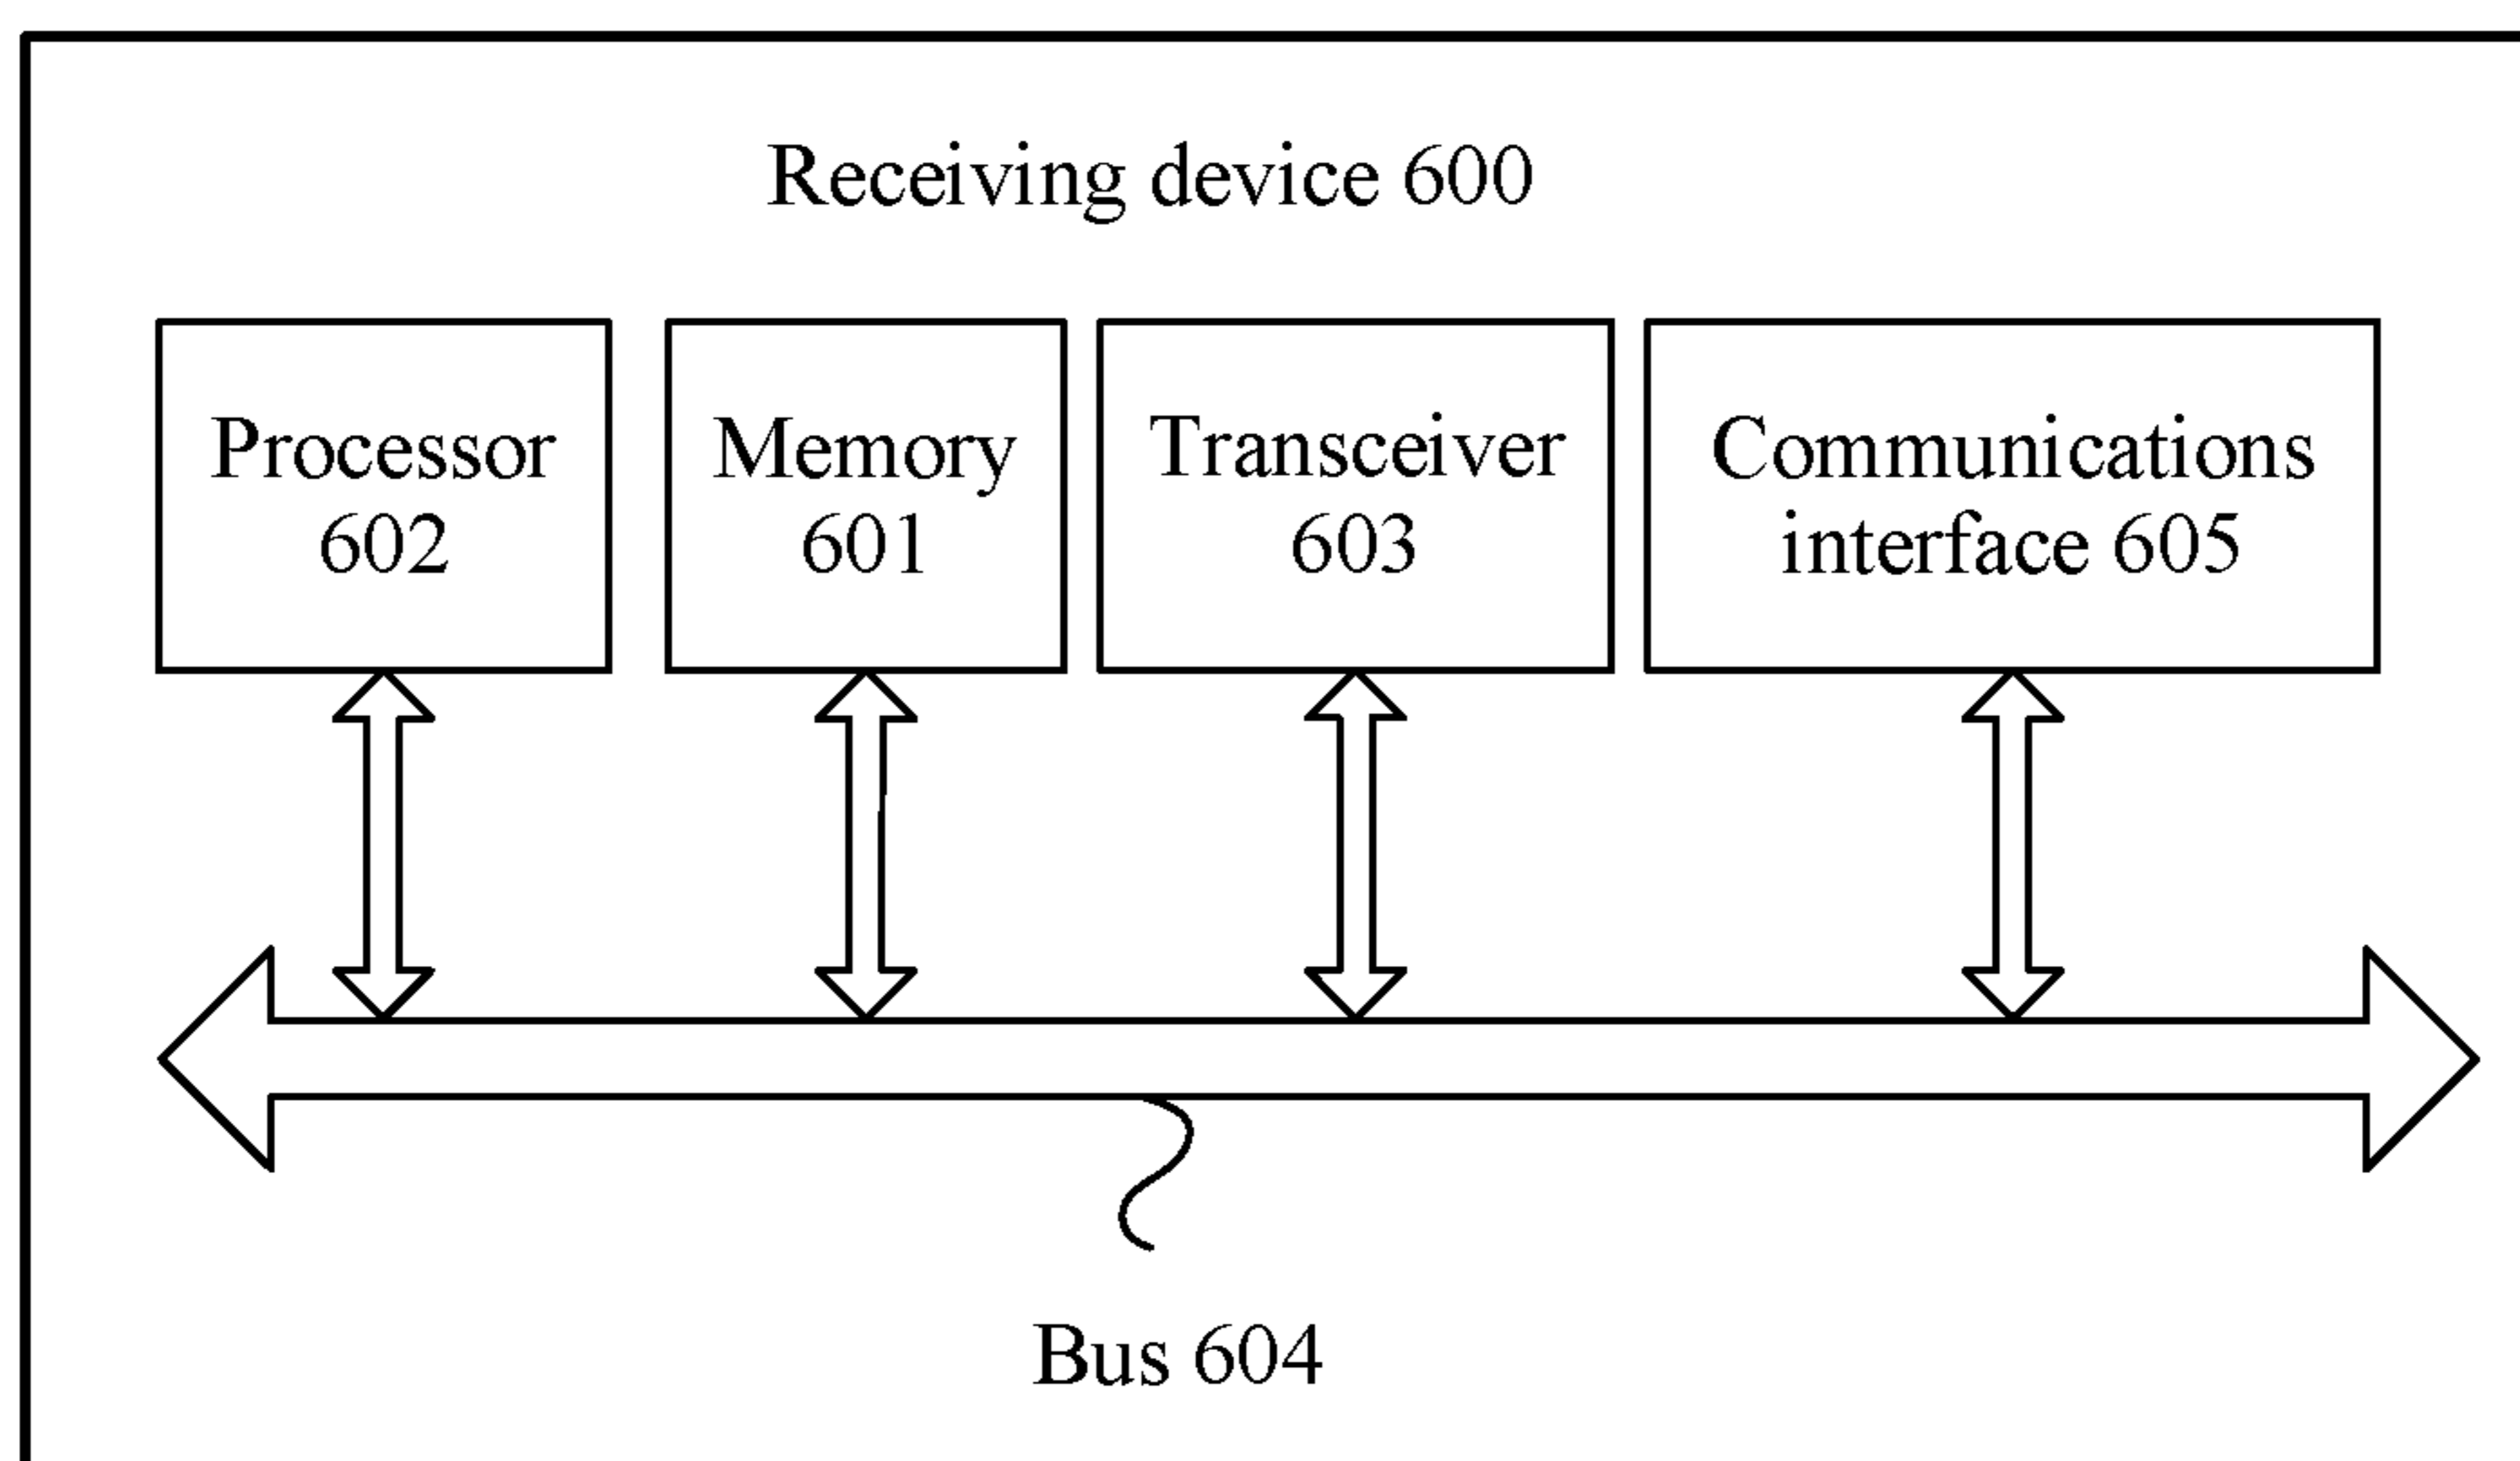 Receiving device 600
Processor
602
Memory
601
Transceiver
603
Communications
interface 605
Bus 604